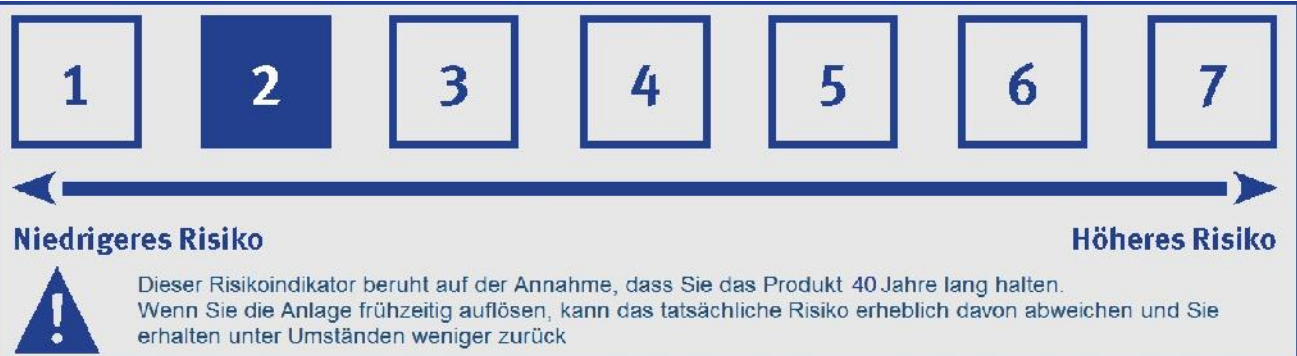 1 2 3 4 5 6 7
Niedrigeres Risiko Höheres Risiko
!
Dieser Risikoindikator beruht auf der Annahme, dass Sie das Produkt 40 Jahre lang halten.
Wenn Sie die Anlage frühzeitig auflösen, kann das tatsächliche Risiko erheblich davon abweichen und Sie
erhalten unter Umständen weniger zurück